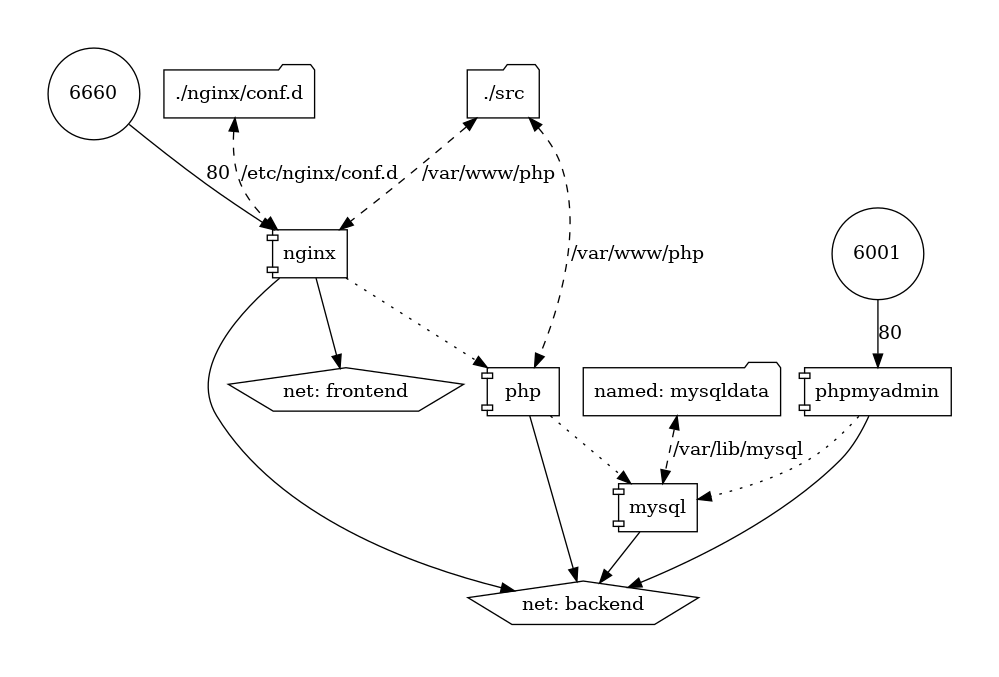 6660
./nginx/conf.d
./src
80
/etc/nginx/conf.d
/var/www/php
nginx
/var/www/php
6001
80
net: frontend
php
named: mysqldata
phpmyadmin
/var/lib/mysql
mysql
net: backend